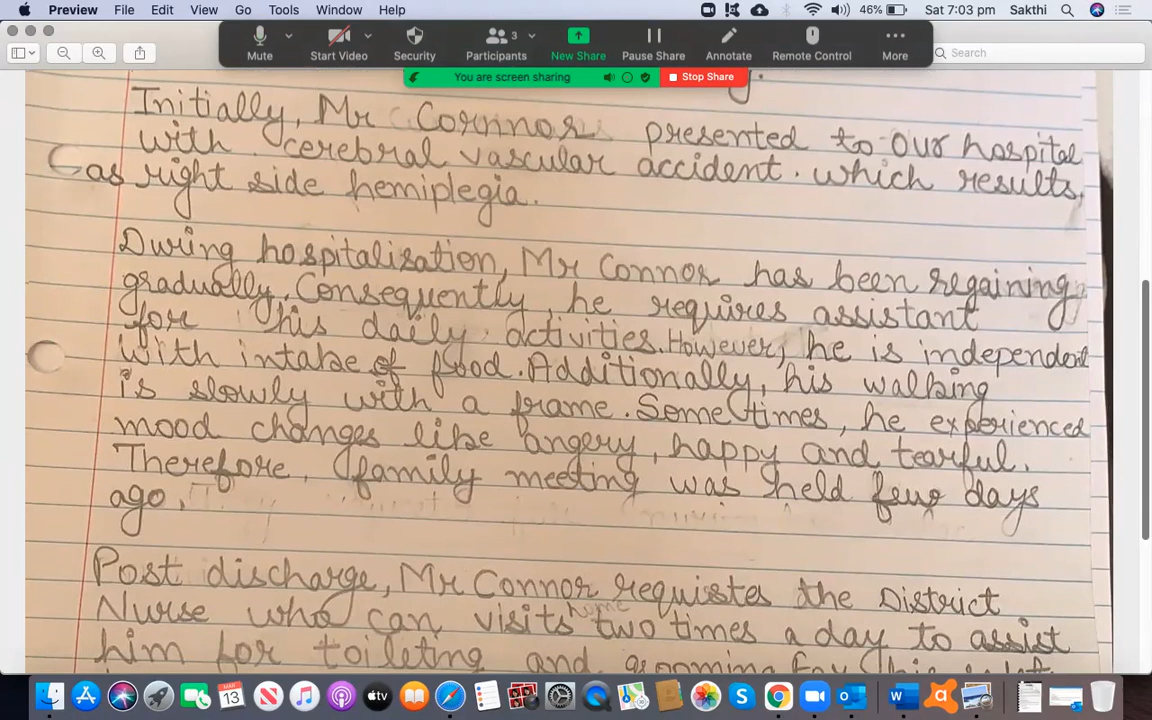 Preview File Edit View Go Tools Window Help 46% Sat 7:03 pm Sakthi
Mute Start Video Security Participants 3 New Share Pause Share Annotate Remote Control More Search
You are screen sharing Stop Share
Initially, Mr Connor presented to our hospital
with cerebral vascular accident. which results,
as right side hemiplegia.
During hospitalisation, Mr Connor has been regaining
gradually. Consequently, he requires assistant
for his daily activities. However, he is independent
with intake of food. Additionally, his walking
is slowly with a frame. Sometimes, he experienced
mood changes like angery, happy and tearful.
Therefore, family meeting was held few days
ago.
Post discharge, Mr Connor requistes the District
home
Nurse who can visits two times a day to assist
him for toileting and grooming
MAR
13
tv